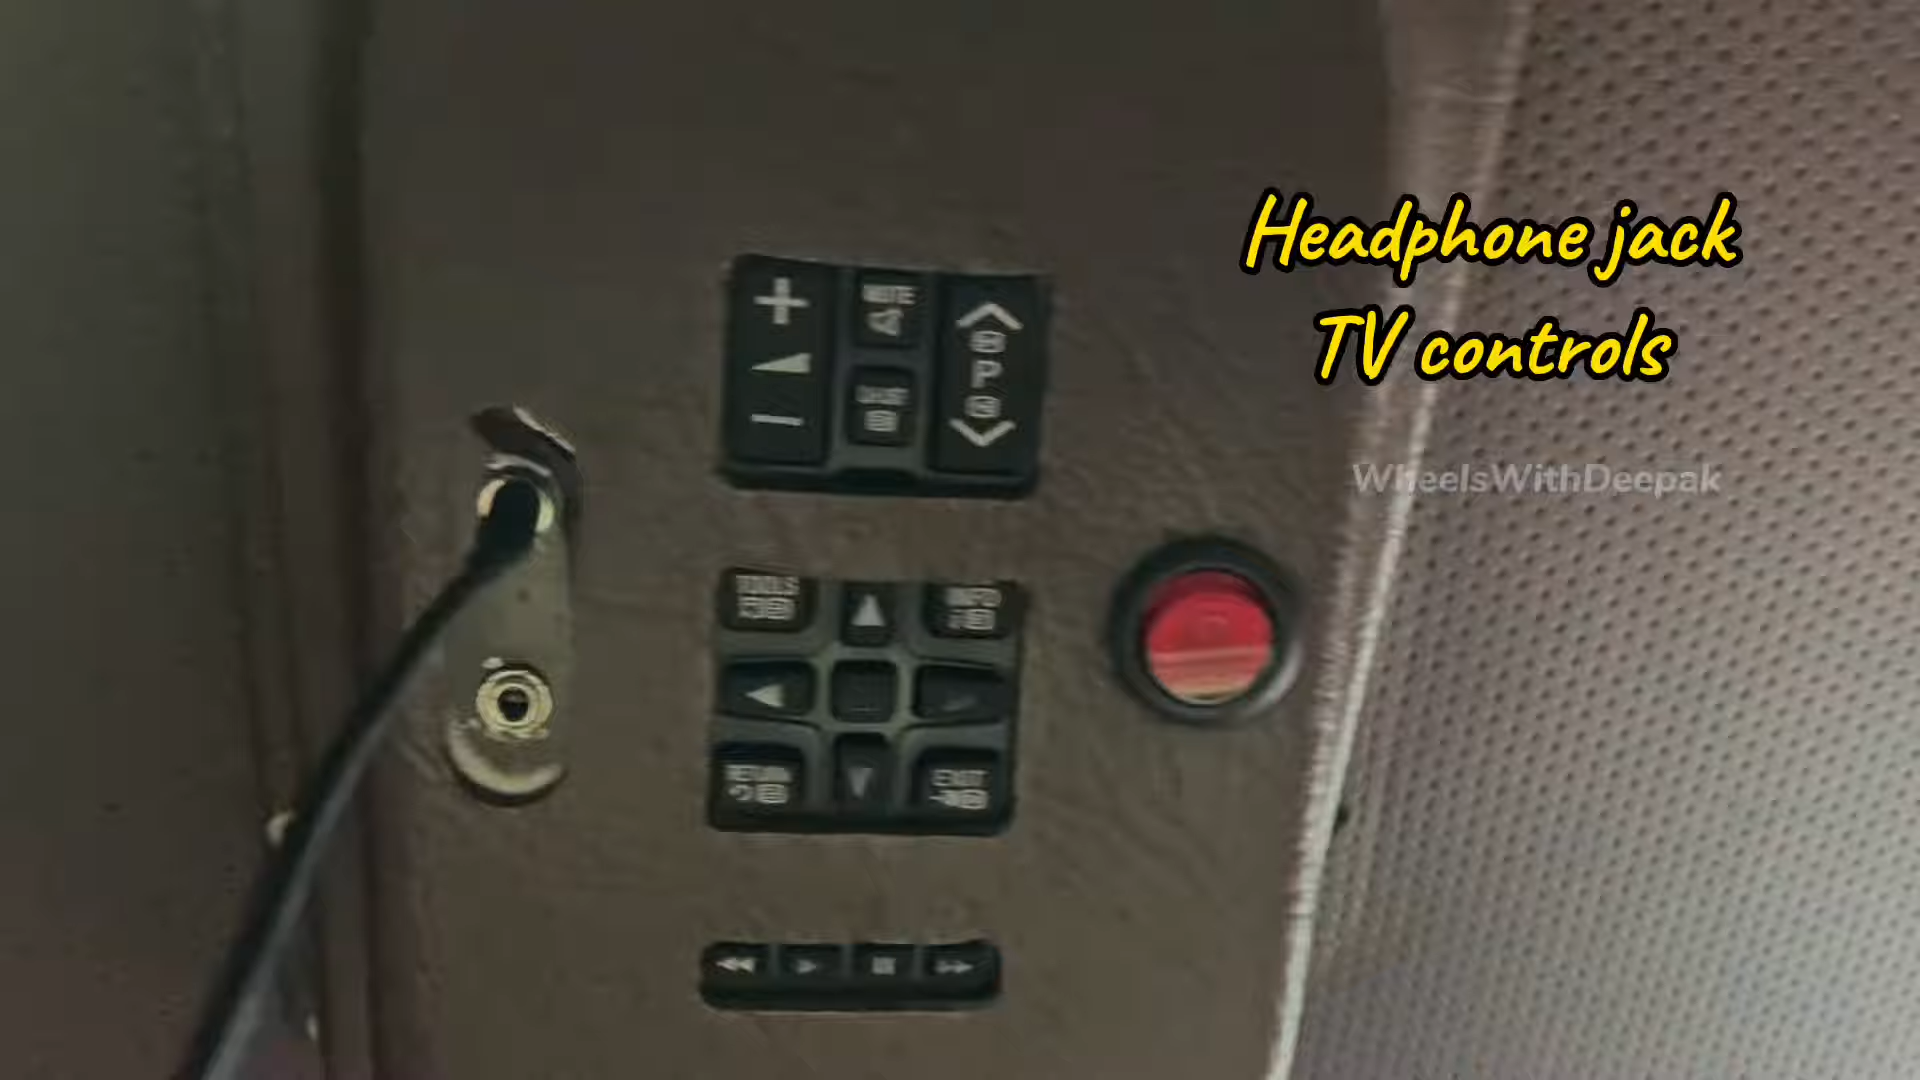 Headphone jack
TV controls
WheelsWithDeepak
MUTE
P
TOOLS
INFO
RETURN
EXIT